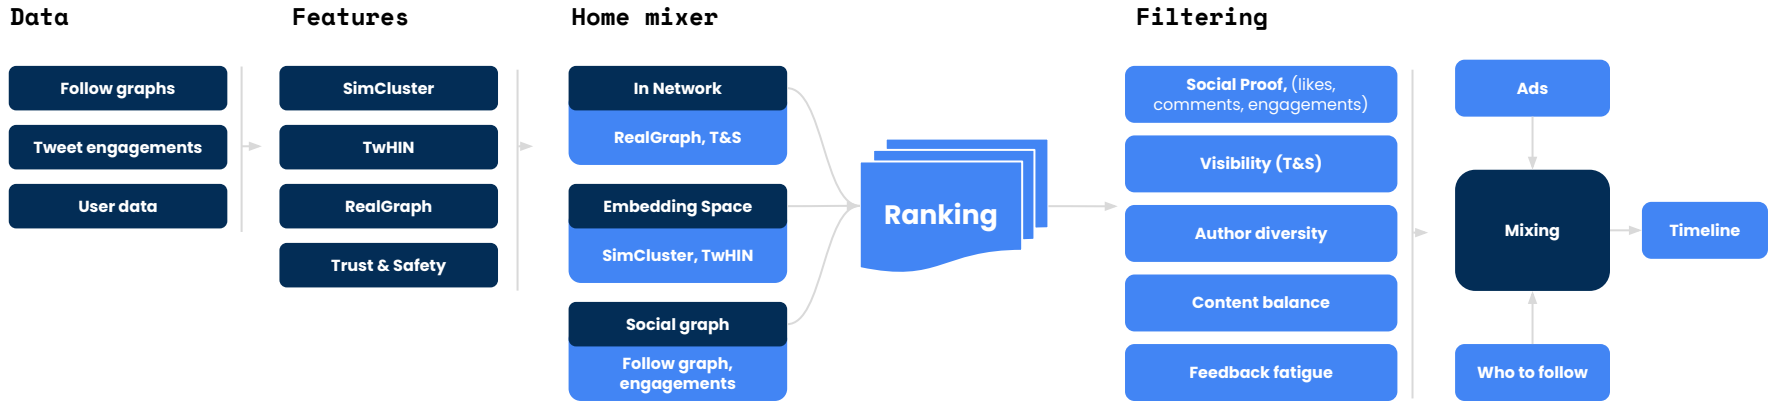 Data
Follow graphs
Tweet engagements
User data
Features
SimCluster
TwHIN
RealGraph
Trust & Safety
Home mixer
In Network
RealGraph, T&S
Embedding Space
SimCluster, TwHIN
Social graph
Follow graph,
engagements
Ranking
Filtering
Social Proof, (likes,
comments, engagements)
Visibility (T&S)
Author diversity
Content balance
Feedback fatigue
Ads
Mixing
Who to follow
Timeline